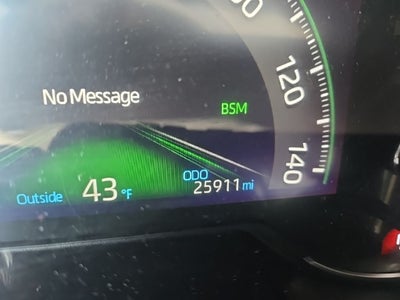 120
No Message
BSM
140
ODO
Outside 43 °F 25911 mi